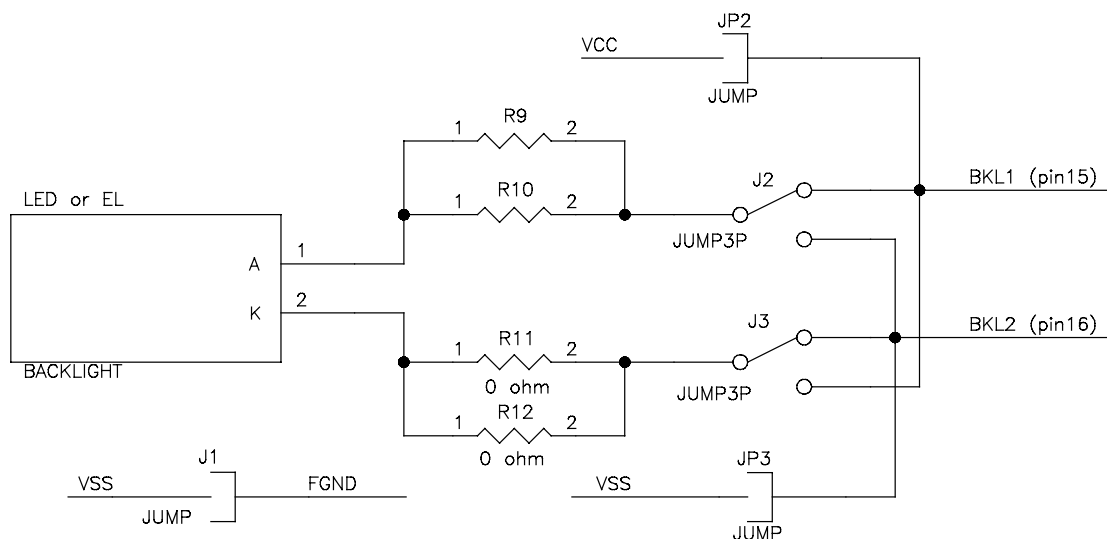 JP2
VCC
JUMP
R9
1 2
R10
1 2
J2
BKL1 (pin15)
LED or EL
JUMP3P
A 1
K 2
J3
BKL2 (pin16)
R11
1 2
0 ohm
BACKLIGHT
JUMP3P
R12
1 2
0 ohm
J1
VSS FGND
JUMP
JP3
VSS
JUMP